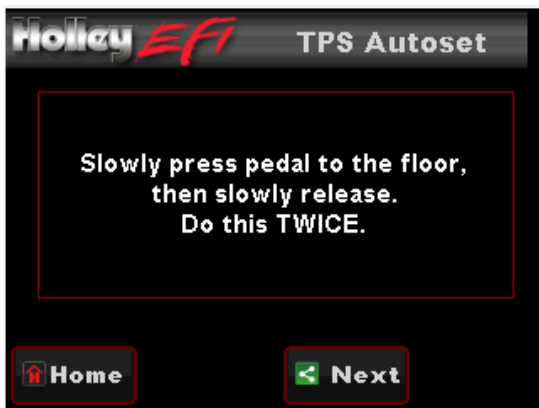 Holley EFI TPS Autoset
Slowly press pedal to the floor,
then slowly release.
Do this TWICE.
Home Next